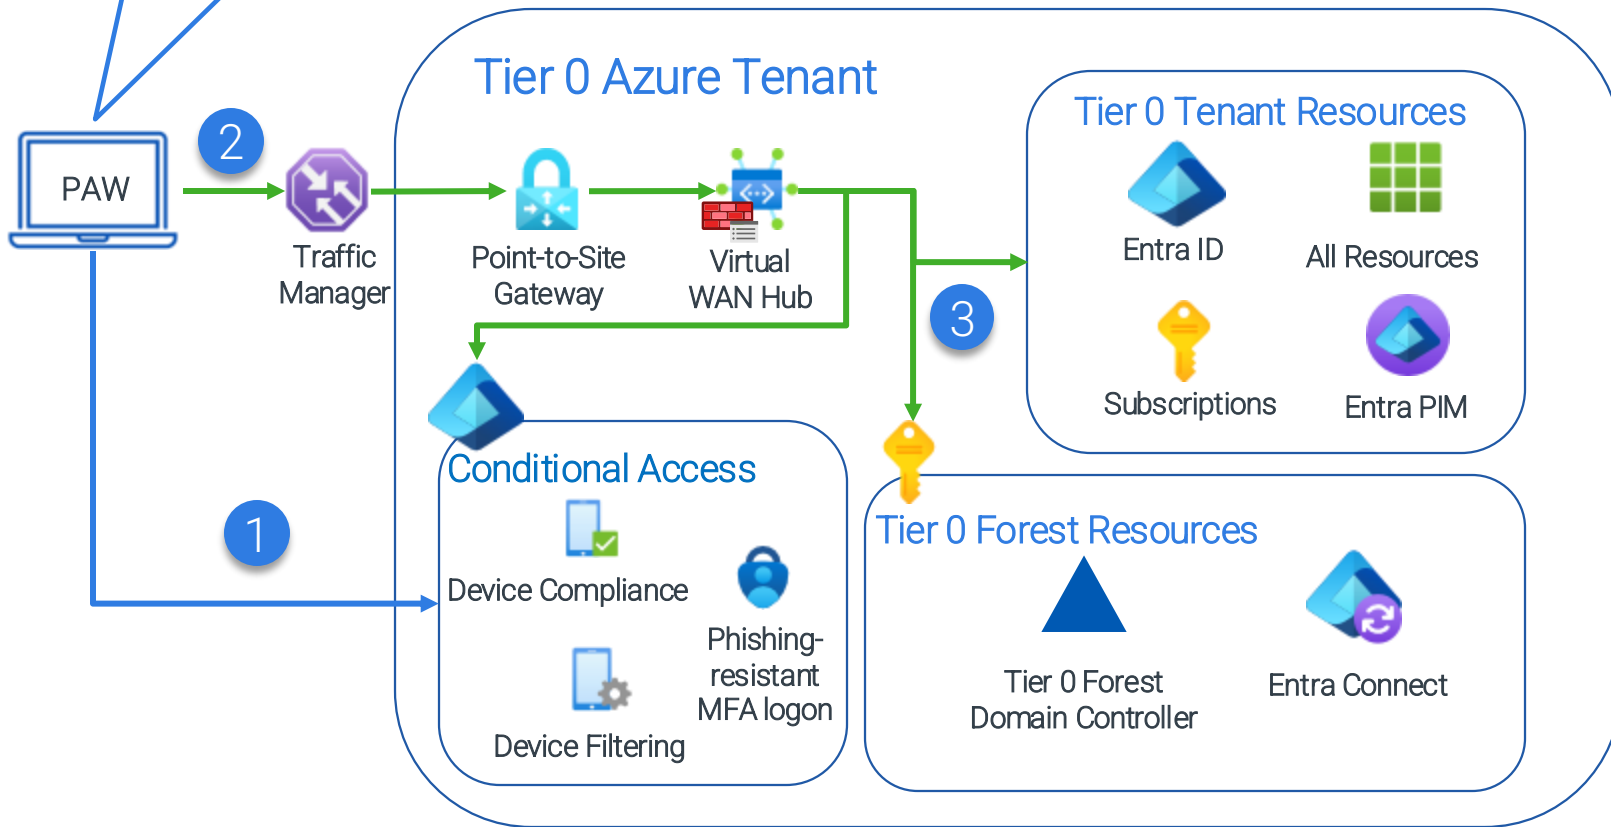 Tier 0 Azure Tenant
Tier 0 Tenant Resources
2
PAW
Traffic
Manager
Point-to-Site
Gateway
Virtual
WAN Hub
Entra ID
All Resources
3
Subscriptions
Entra PIM
Conditional Access
1
Device Compliance
Phishing-
resistant
MFA logon
Device Filtering
Tier 0 Forest Resources
Tier 0 Forest
Domain Controller
Entra Connect